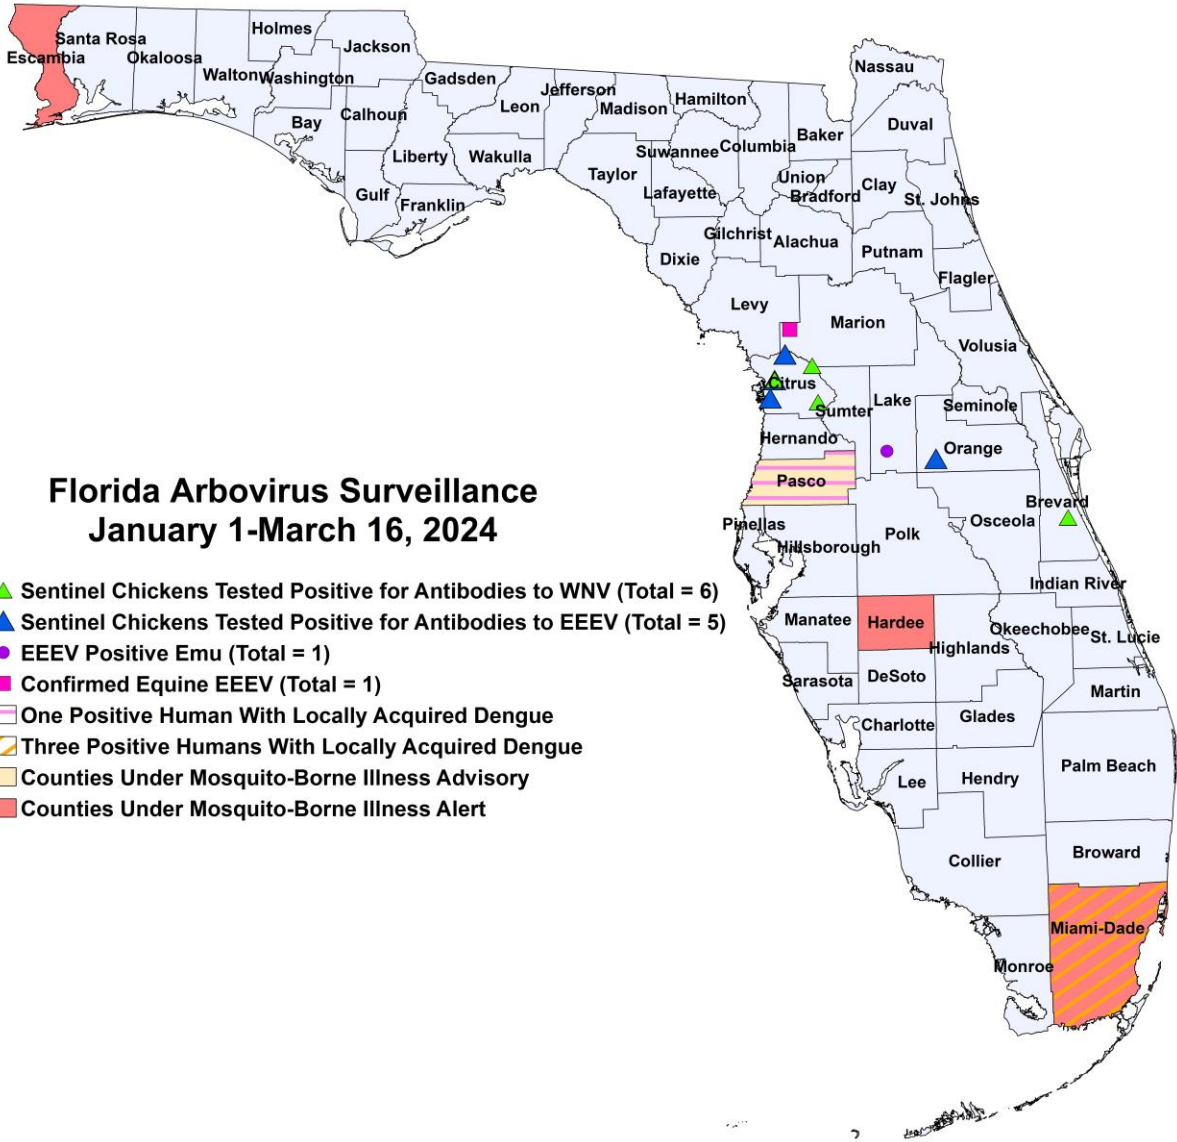 Holmes
Jackson
Santa Rosa
Escambia
Okaloosa
Walton
Washington
Gadsden
Jefferson
Leon
Madison
Hamilton
Nassau
Duval
Baker
Columbia
Suwannee
Bay
Calhoun
Liberty
Wakulla
Taylor
Lafayette
Union
Bradford
Clay
St. Johns
Gulf
Franklin
Gilchrist
Alachua
Putnam
Dixie
Flagler
Levy
Marion
Volusia
Citrus
Sumter
Lake
Seminole
Hernando
Orange
Pasco
Florida Arbovirus Surveillance
January 1-March 16, 2024
Brevard
Osceola
Pinellas
Hillsborough
Polk
Indian River
Sentinel Chickens Tested Positive for Antibodies to WNV (Total = 6)
Sentinel Chickens Tested Positive for Antibodies to EEEV (Total = 5)
EEEV Positive Emu (Total = 1)
Confirmed Equine EEEV (Total = 1)
One Positive Human With Locally Acquired Dengue
Three Positive Humans With Locally Acquired Dengue
Counties Under Mosquito-Borne Illness Advisory
Counties Under Mosquito-Borne Illness Alert
Manatee
Hardee
Okeechobee
St. Lucie
Highlands
Sarasota
DeSoto
Martin
Charlotte
Glades
Lee
Hendry
Palm Beach
Collier
Broward
Miami-Dade
Monroe